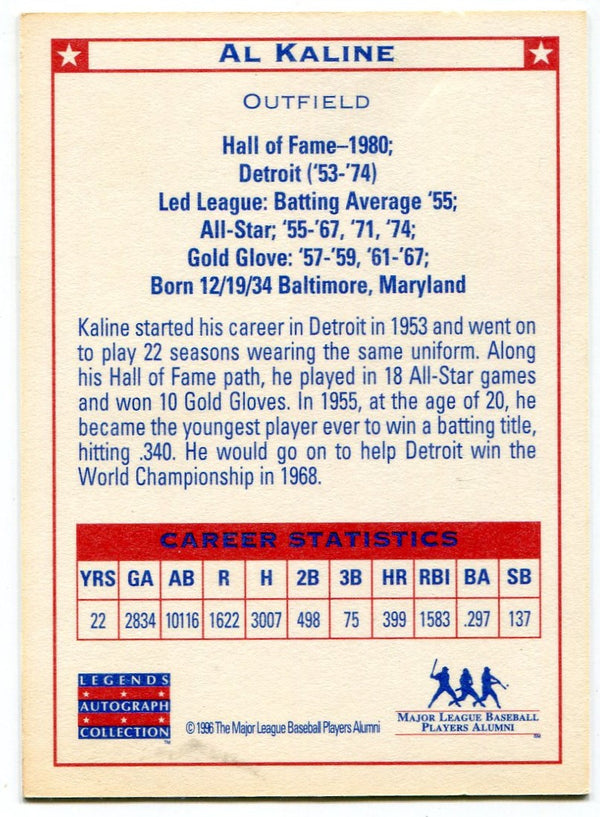 AL KALINE
OUTFIELD
Hall of Fame–1980;
Detroit ('53-'74)
Led League: Batting Average '55;
All-Star; '55-'67, '71, '74;
Gold Glove: '57-'59, '61-'67;
Born 12/19/34 Baltimore, Maryland
Kaline started his career in Detroit in 1953 and went on
to play 22 seasons wearing the same uniform. Along
his Hall of Fame path, he played in 18 All-Star games
and won 10 Gold Gloves. In 1955, at the age of 20, he
became the youngest player ever to win a batting title,
hitting .340. He would go on to help Detroit win the
World Championship in 1968.
CAREER STATISTICS
YRS GA AB R H 2B 3B HR RBI BA SB
22 2834 10116 1622 3007 498 75 399 1583 .297 137
LEGENDS
AUTOGRAPH
COLLECTION™
©1996 The Major League Baseball Players Alumni
MAJOR LEAGUE BASEBALL
PLAYERS ALUMNI
℠